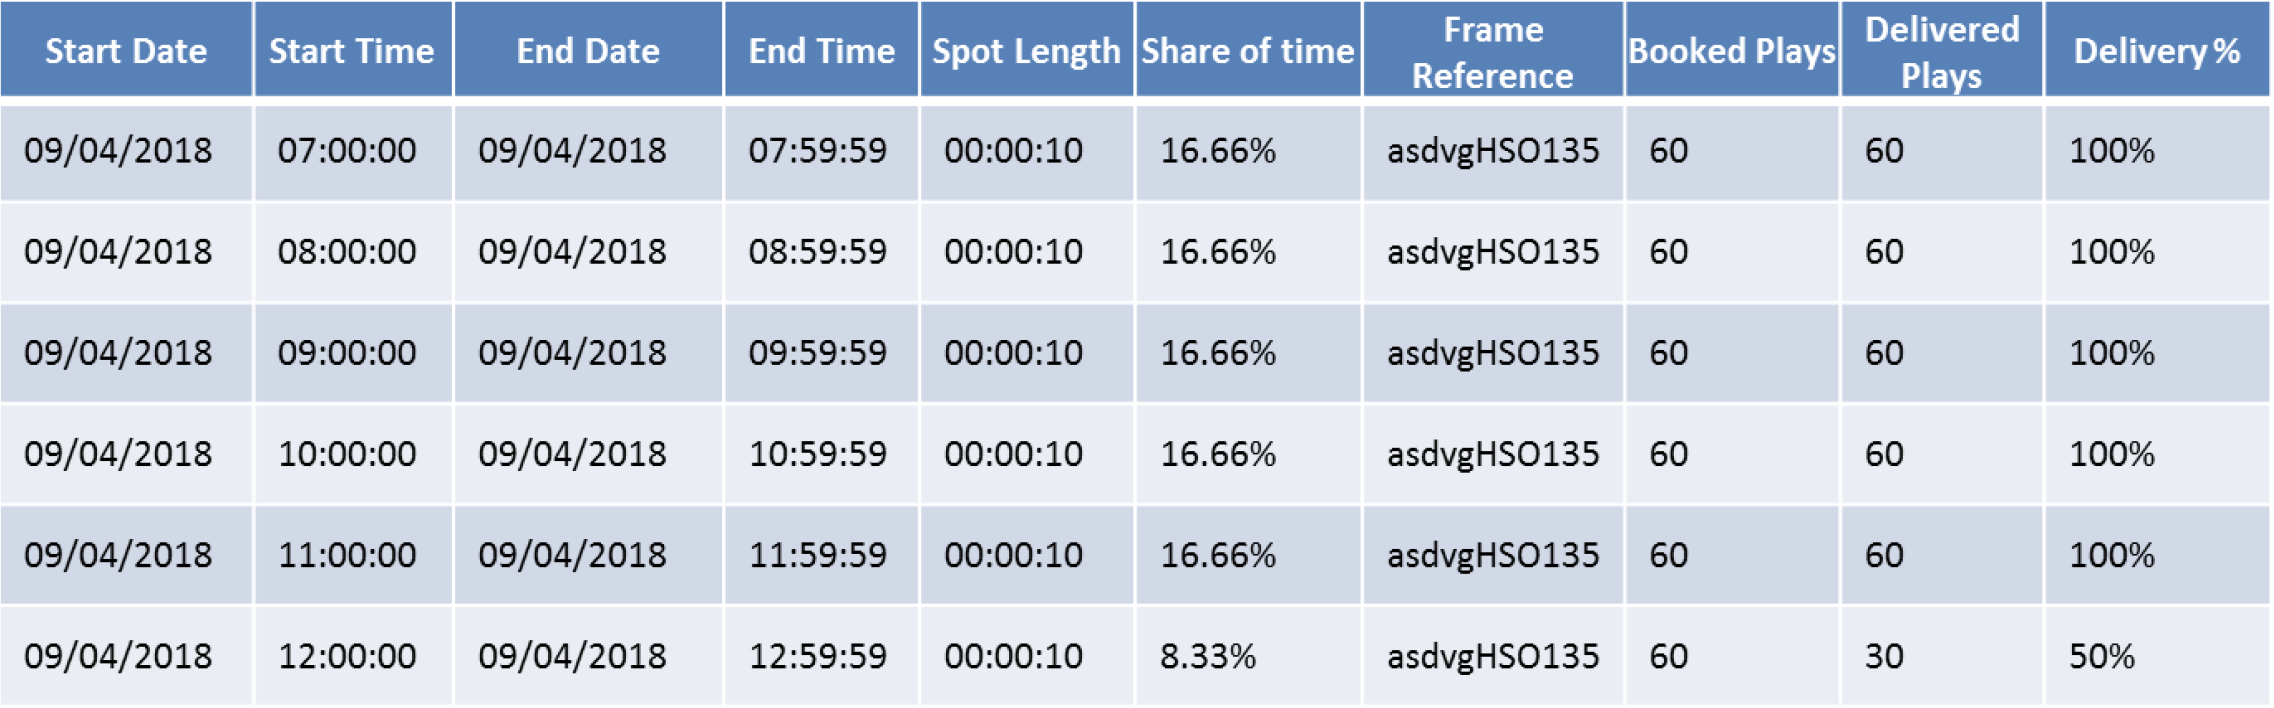 Start Date Start Time End Date End Time Spot Length Share of time Frame Reference Booked Plays Delivered Plays Delivery %
09/04/2018 07:00:00 09/04/2018 07:59:59 00:00:10 16.66% asdvgHSO135 60 60 100%
09/04/2018 08:00:00 09/04/2018 08:59:59 00:00:10 16.66% asdvgHSO135 60 60 100%
09/04/2018 09:00:00 09/04/2018 09:59:59 00:00:10 16.66% asdvgHSO135 60 60 100%
09/04/2018 10:00:00 09/04/2018 10:59:59 00:00:10 16.66% asdvgHSO135 60 60 100%
09/04/2018 11:00:00 09/04/2018 11:59:59 00:00:10 16.66% asdvgHSO135 60 60 100%
09/04/2018 12:00:00 09/04/2018 12:59:59 00:00:10 8.33% asdvgHSO135 60 30 50%